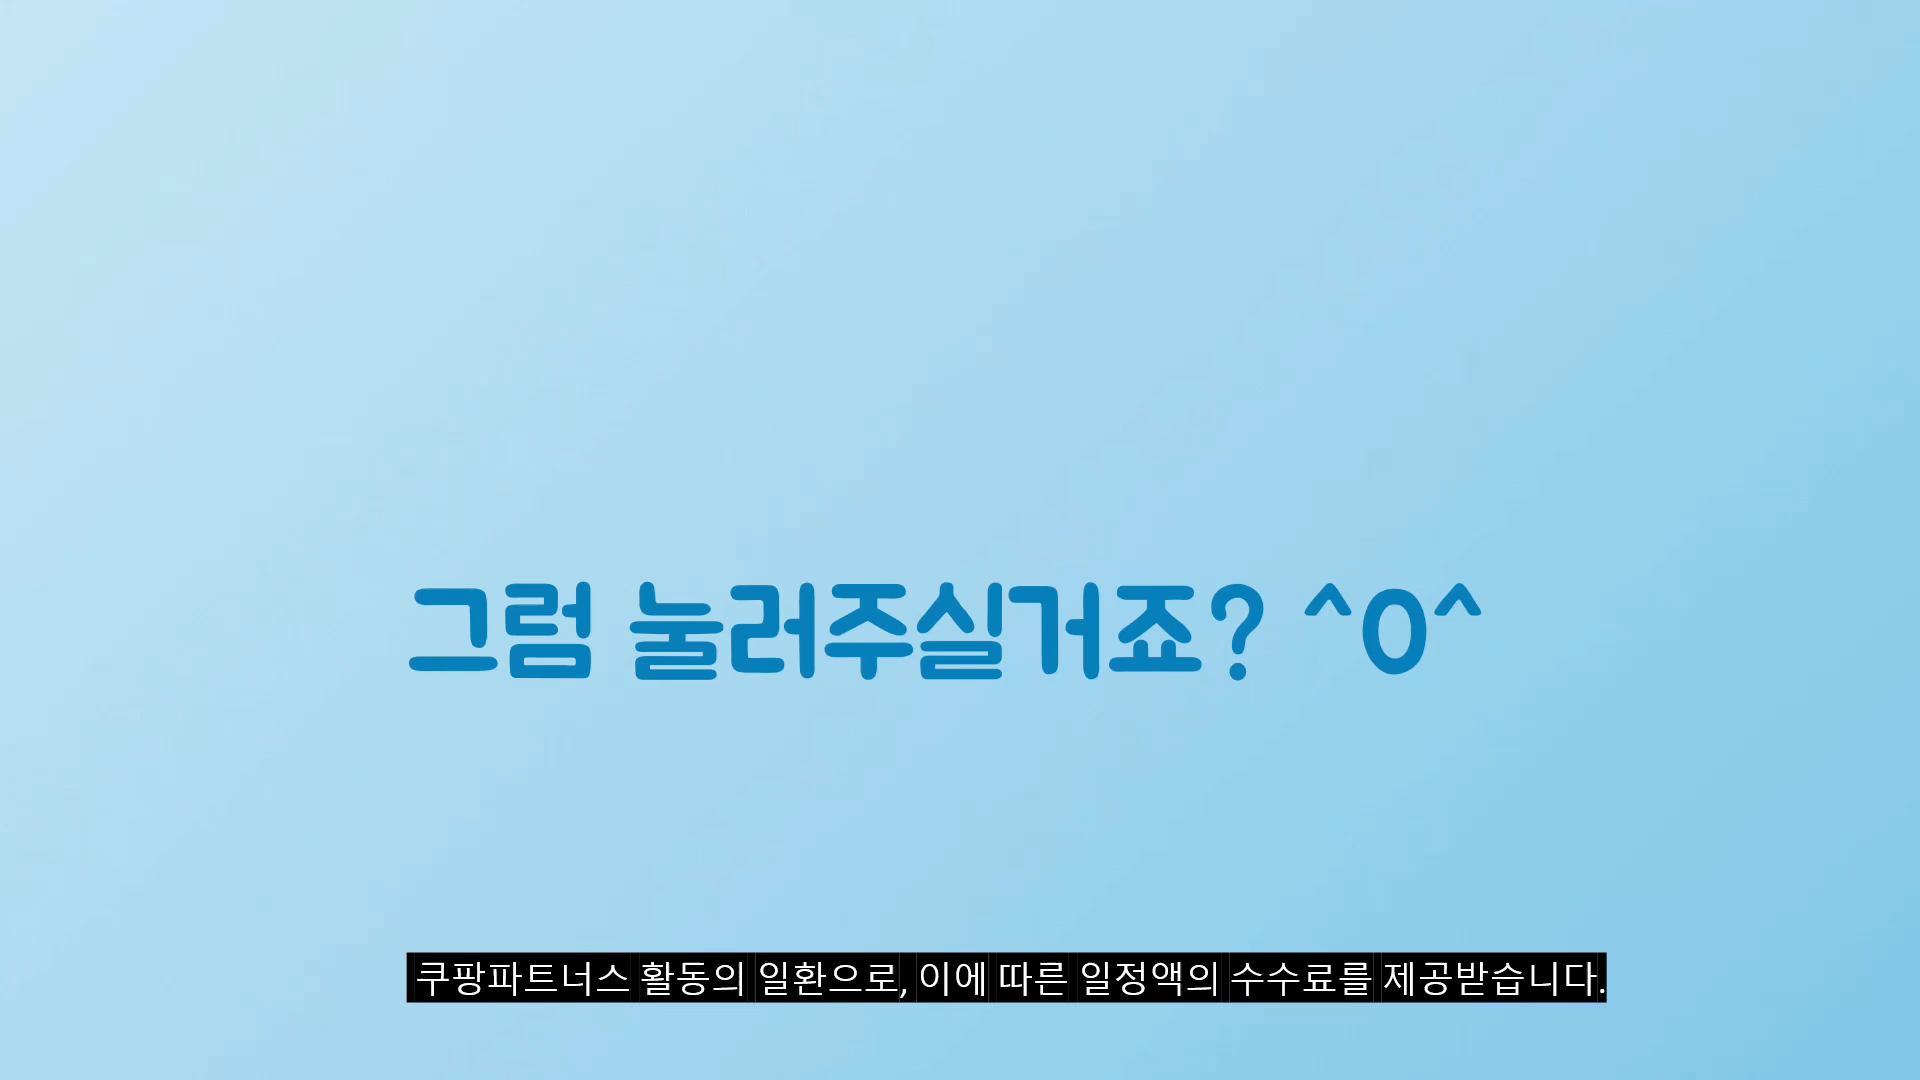 그럼 눌러주실거죠? ^0^
쿠팡파트너스 활동의 일환으로, 이에 따른 일정액의 수수료를 제공받습니다.